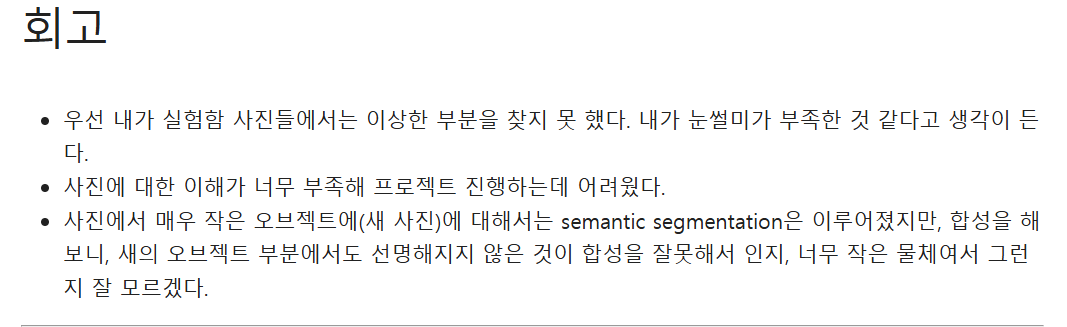 회고
우선 내가 실험함 사진들에서는 이상한 부분을 찾지 못 했다. 내가 눈썰미가 부족한 것 같다고 생각이 든
다.
사진에 대한 이해가 너무 부족해 프로젝트 진행하는데 어려웠다.
사진에서 매우 작은 오브젝트에(새 사진)에 대해서는 semantic segmentation은 이루어졌지만, 합성을 해
보니, 새의 오브젝트 부분에서도 선명해지지 않은 것이 합성을 잘못해서 인지, 너무 작은 물체여서 그런
지 잘 모르겠다.